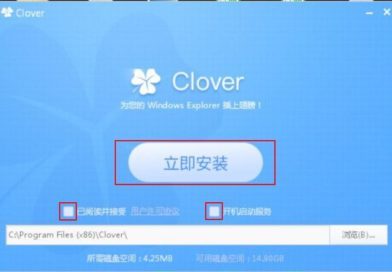 Clover
Clover
为您的 Windows Explorer 插上翅膀！
立即安装
已阅读并接受 用户许可协议 开机启动服务
C:\Program Files (x86)\Clover\ 浏览(B)...
所需磁盘空间：4.25MB 可用磁盘空间：14.90GB